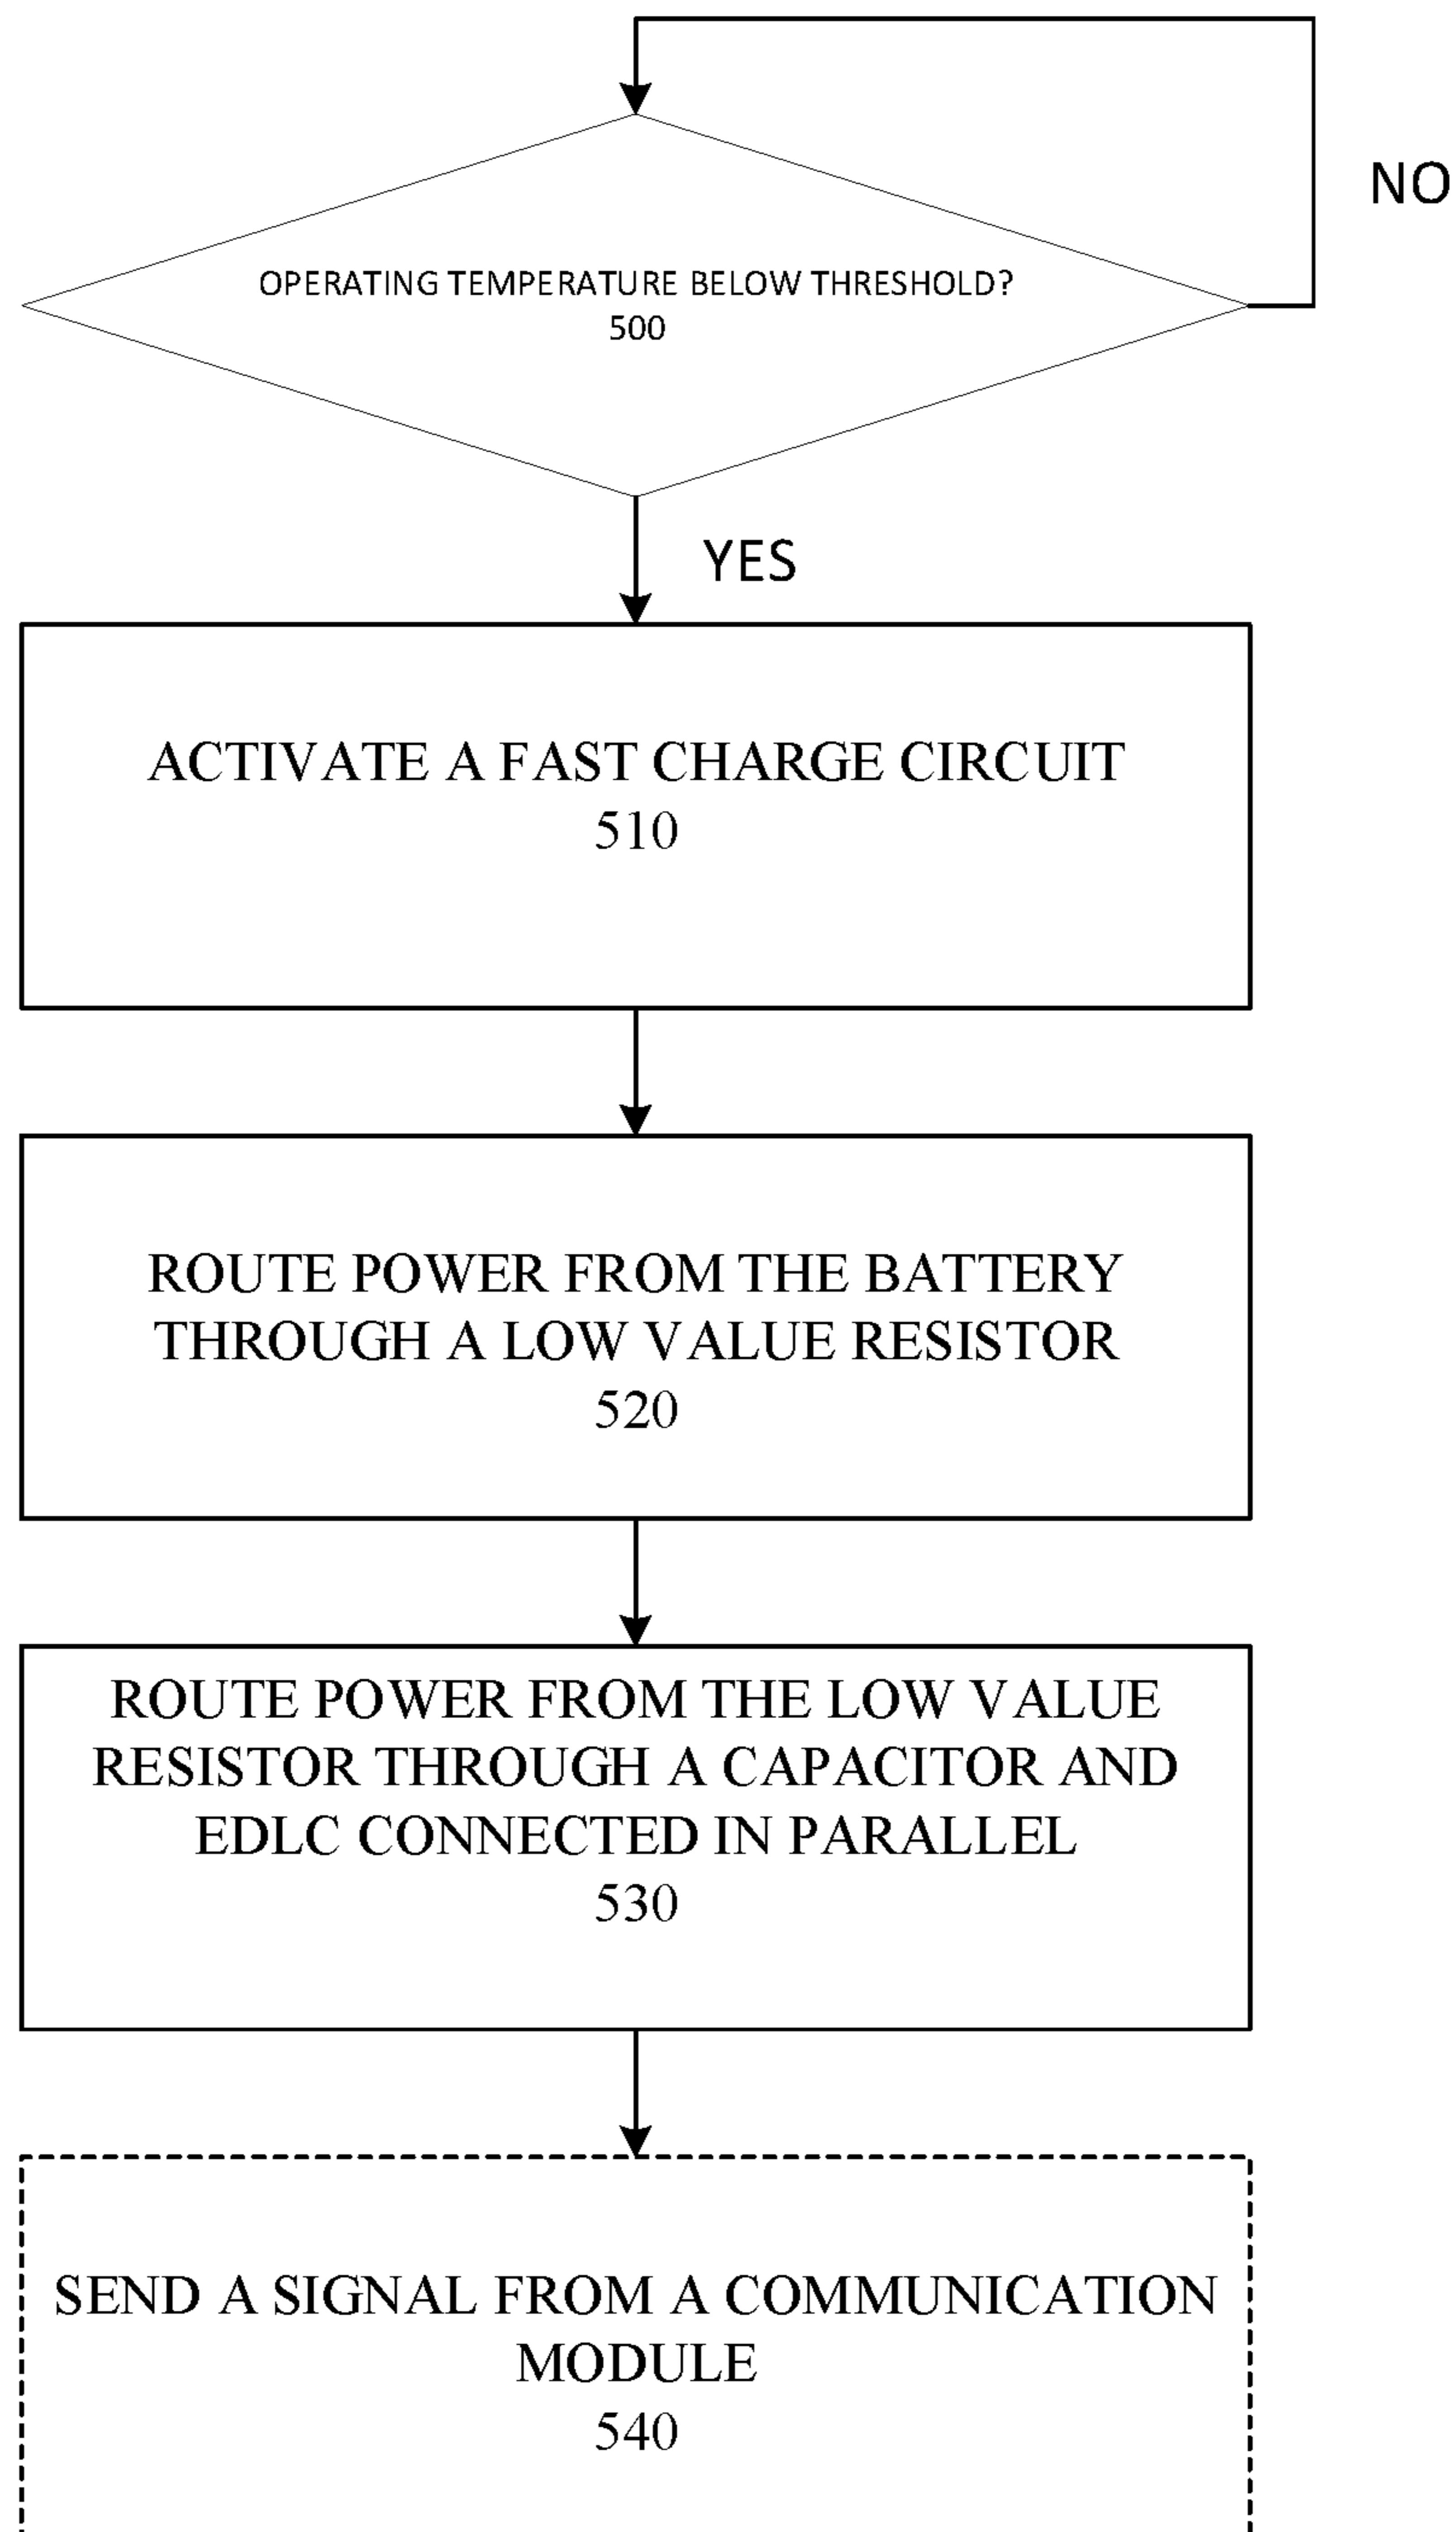 NO
OPERATING TEMPERATURE BELOW THRESHOLD?
500
YES
ACTIVATE A FAST CHARGE CIRCUIT
510
ROUTE POWER FROM THE BATTERY
THROUGH A LOW VALUE RESISTOR
520
ROUTE POWER FROM THE LOW VALUE
RESISTOR THROUGH A CAPACITOR AND
EDLC CONNECTED IN PARALLEL
530
SEND A SIGNAL FROM A COMMUNICATION
MODULE
540